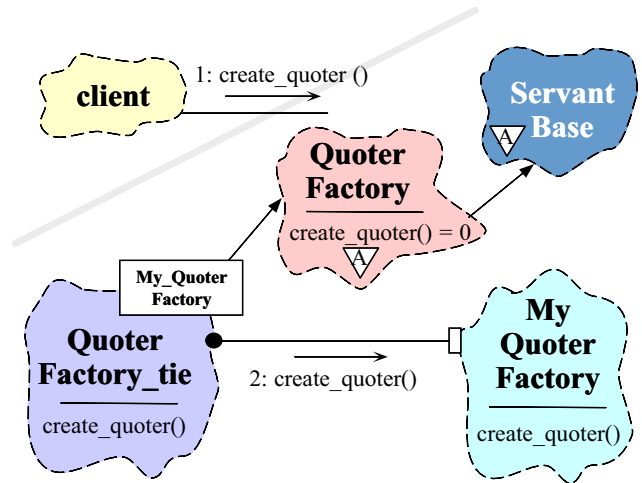 1: create_quoter ()
client
Servant
Base
A
Quoter
Factory
create_quoter() = 0
A
My_Quoter
Factory
Quoter
Factory_tie
create_quoter()
2: create_quoter()
My
Quoter
Factory
create_quoter()